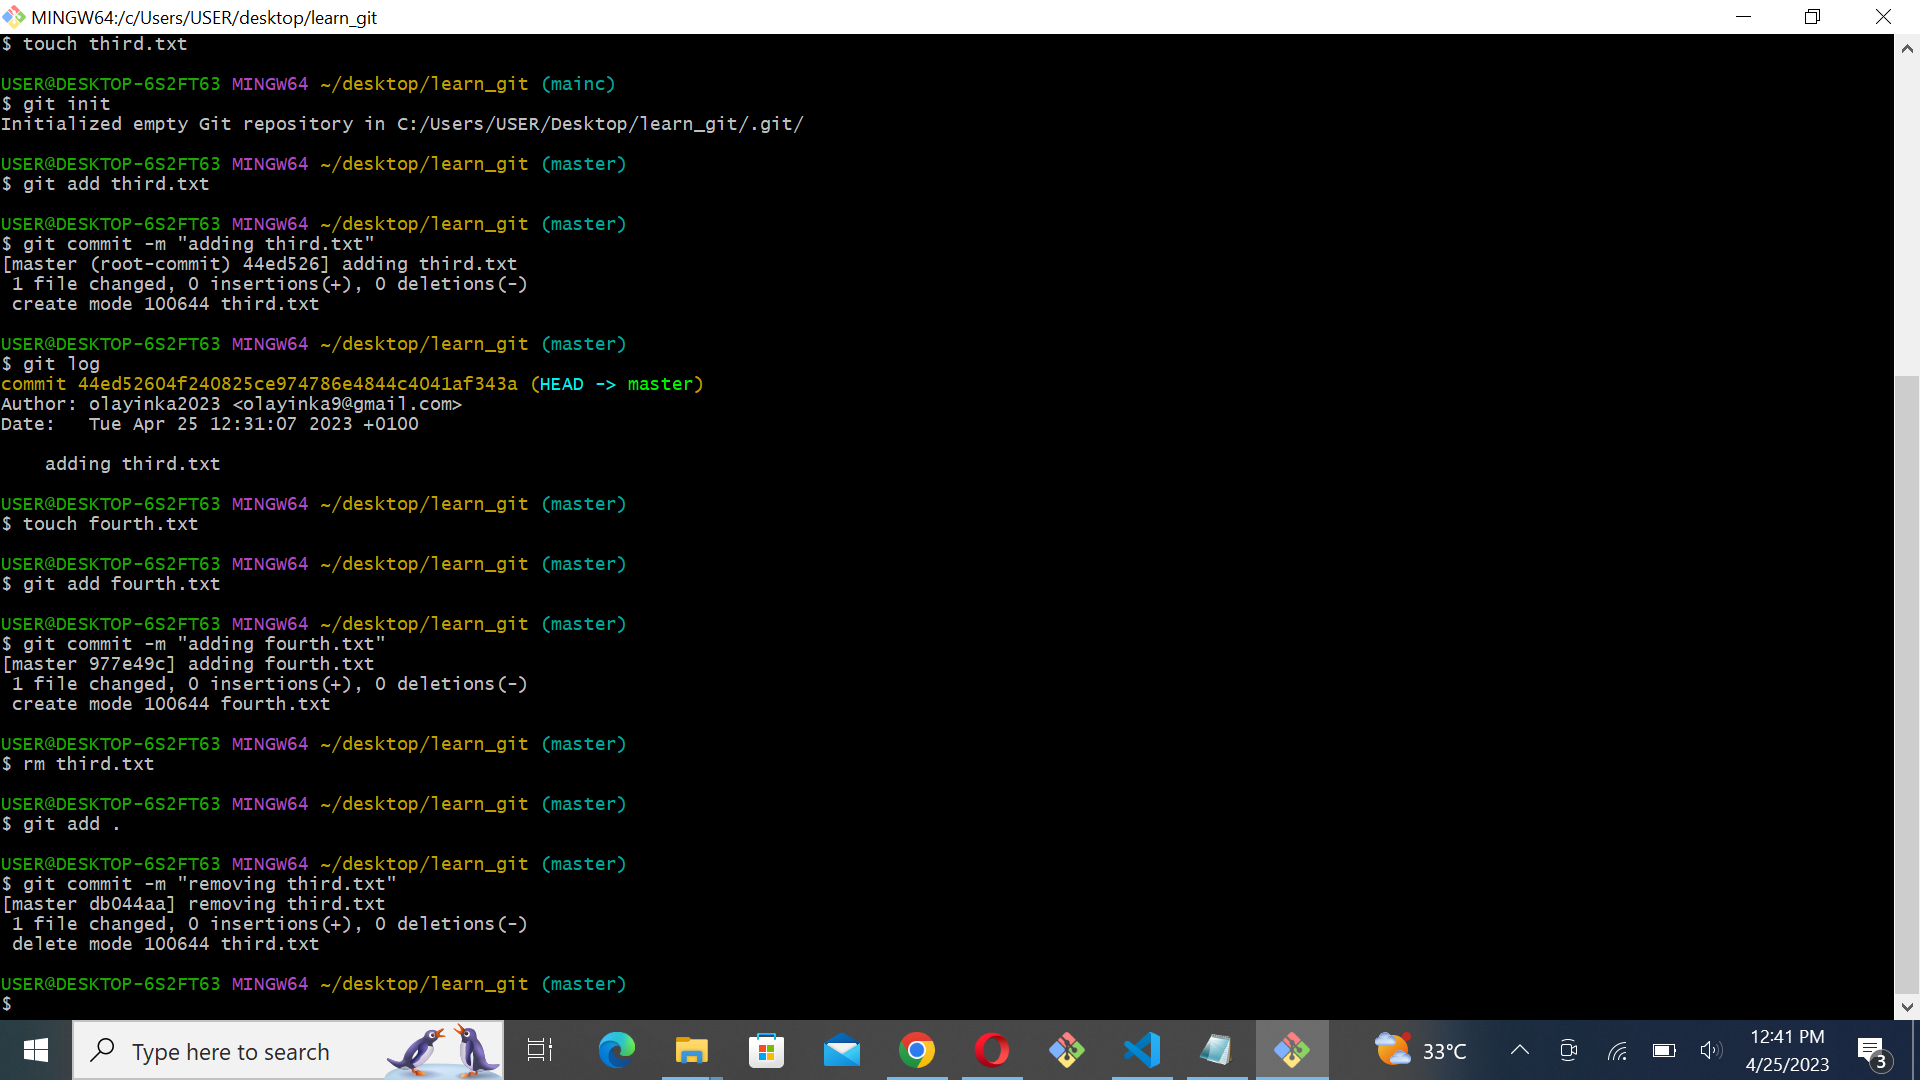 MINGW64:/c/Users/USER/desktop/learn_git
$ touch third.txt
USER@DESKTOP-6S2FT63 MINGW64 ~/desktop/learn_git (mainc)
$ git init
Initialized empty Git repository in C:/Users/USER/Desktop/learn_git/.git/
USER@DESKTOP-6S2FT63 MINGW64 ~/desktop/learn_git (master)
$ git add third.txt
USER@DESKTOP-6S2FT63 MINGW64 ~/desktop/learn_git (master)
$ git commit -m "adding third.txt"
[master (root-commit) 44ed526] adding third.txt
1 file changed, 0 insertions(+), 0 deletions(-)
create mode 100644 third.txt
USER@DESKTOP-6S2FT63 MINGW64 ~/desktop/learn_git (master)
$ git log
commit 44ed52604f240825ce974786e4844c4041af343a (HEAD -> master)
Author: olayinka2023 <olayinka9@gmail.com>
Date:   Tue Apr 25 12:31:07 2023 +0100
adding third.txt
USER@DESKTOP-6S2FT63 MINGW64 ~/desktop/learn_git (master)
$ touch fourth.txt
USER@DESKTOP-6S2FT63 MINGW64 ~/desktop/learn_git (master)
$ git add fourth.txt
USER@DESKTOP-6S2FT63 MINGW64 ~/desktop/learn_git (master)
$ git commit -m "adding fourth.txt"
[master 977e49c] adding fourth.txt
1 file changed, 0 insertions(+), 0 deletions(-)
create mode 100644 fourth.txt
USER@DESKTOP-6S2FT63 MINGW64 ~/desktop/learn_git (master)
$ rm third.txt
USER@DESKTOP-6S2FT63 MINGW64 ~/desktop/learn_git (master)
$ git add .
USER@DESKTOP-6S2FT63 MINGW64 ~/desktop/learn_git (master)
$ git commit -m "removing third.txt"
[master db044aa] removing third.txt
1 file changed, 0 insertions(+), 0 deletions(-)
delete mode 100644 third.txt
USER@DESKTOP-6S2FT63 MINGW64 ~/desktop/learn_git (master)
$
Type here to search
33°C
12:41 PM
4/25/2023
3